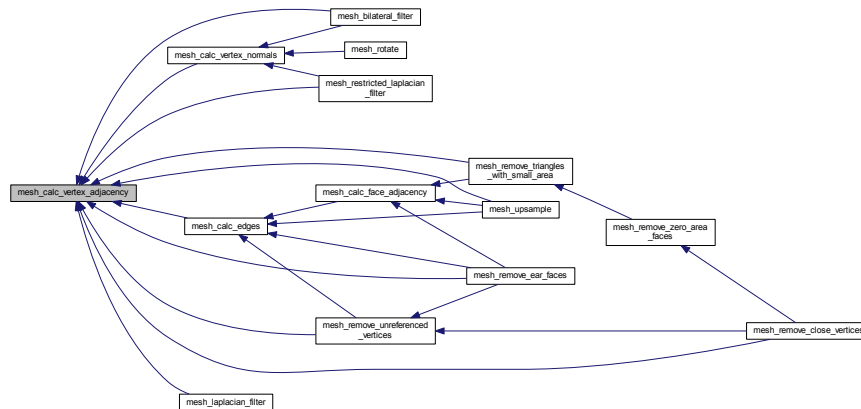 mesh_bilateral_filter
mesh_calc_vertex_normals
mesh_rotate
mesh_restricted_laplacian
_filter
mesh_remove_triangles
_with_small_area
mesh_calc_vertex_adjacency
mesh_calc_face_adjacency
mesh_upsample
mesh_calc_edges
mesh_remove_zero_area
_faces
mesh_remove_ear_faces
mesh_remove_unreferenced
_vertices
mesh_remove_close_vertices
mesh_laplacian_filter